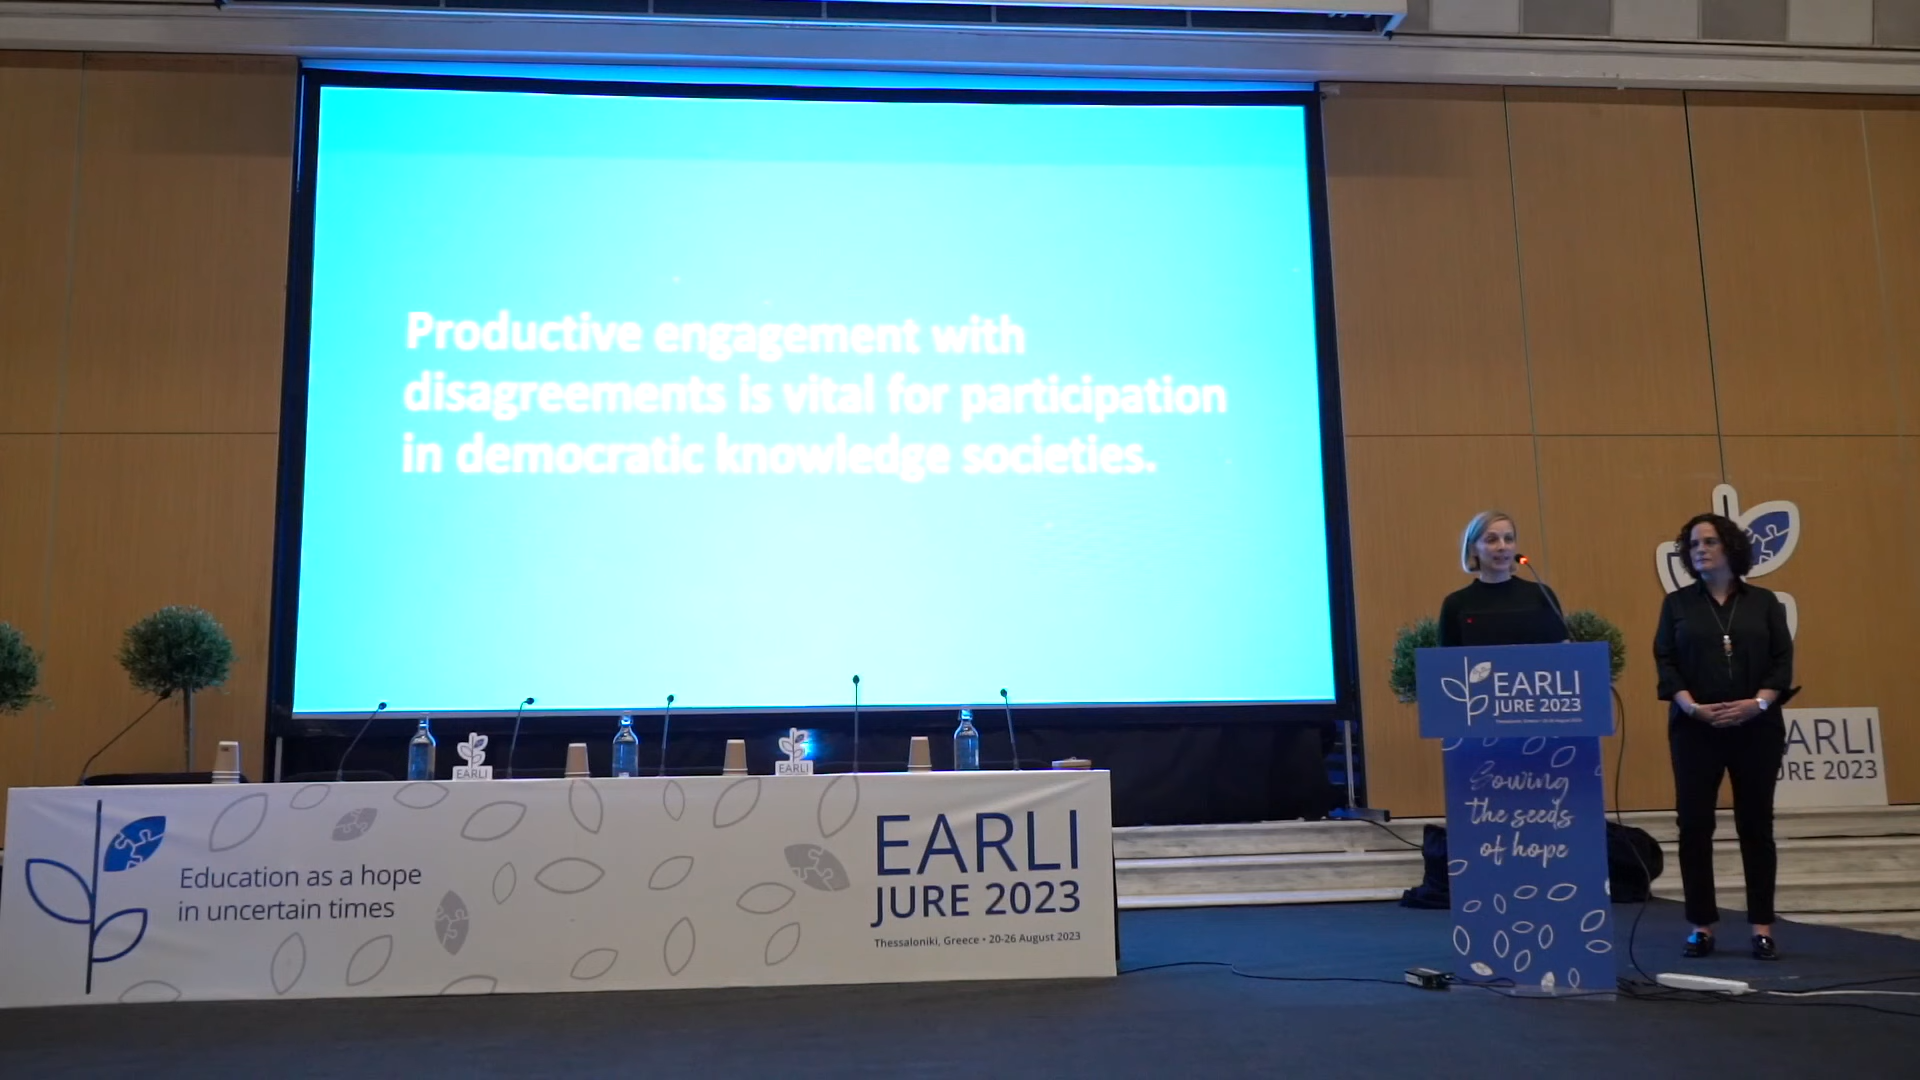 Productive engagement with
disagreements is vital for participation
in democratic knowledge societies.
EARLI
JURE 2023
Sowing
the seeds
of hope
ARLI
JRE 2023
EARLI
EARLI
Education as a hope
in uncertain times
EARLI
JURE 2023
Thessaloniki, Greece • 20-26 August 2023